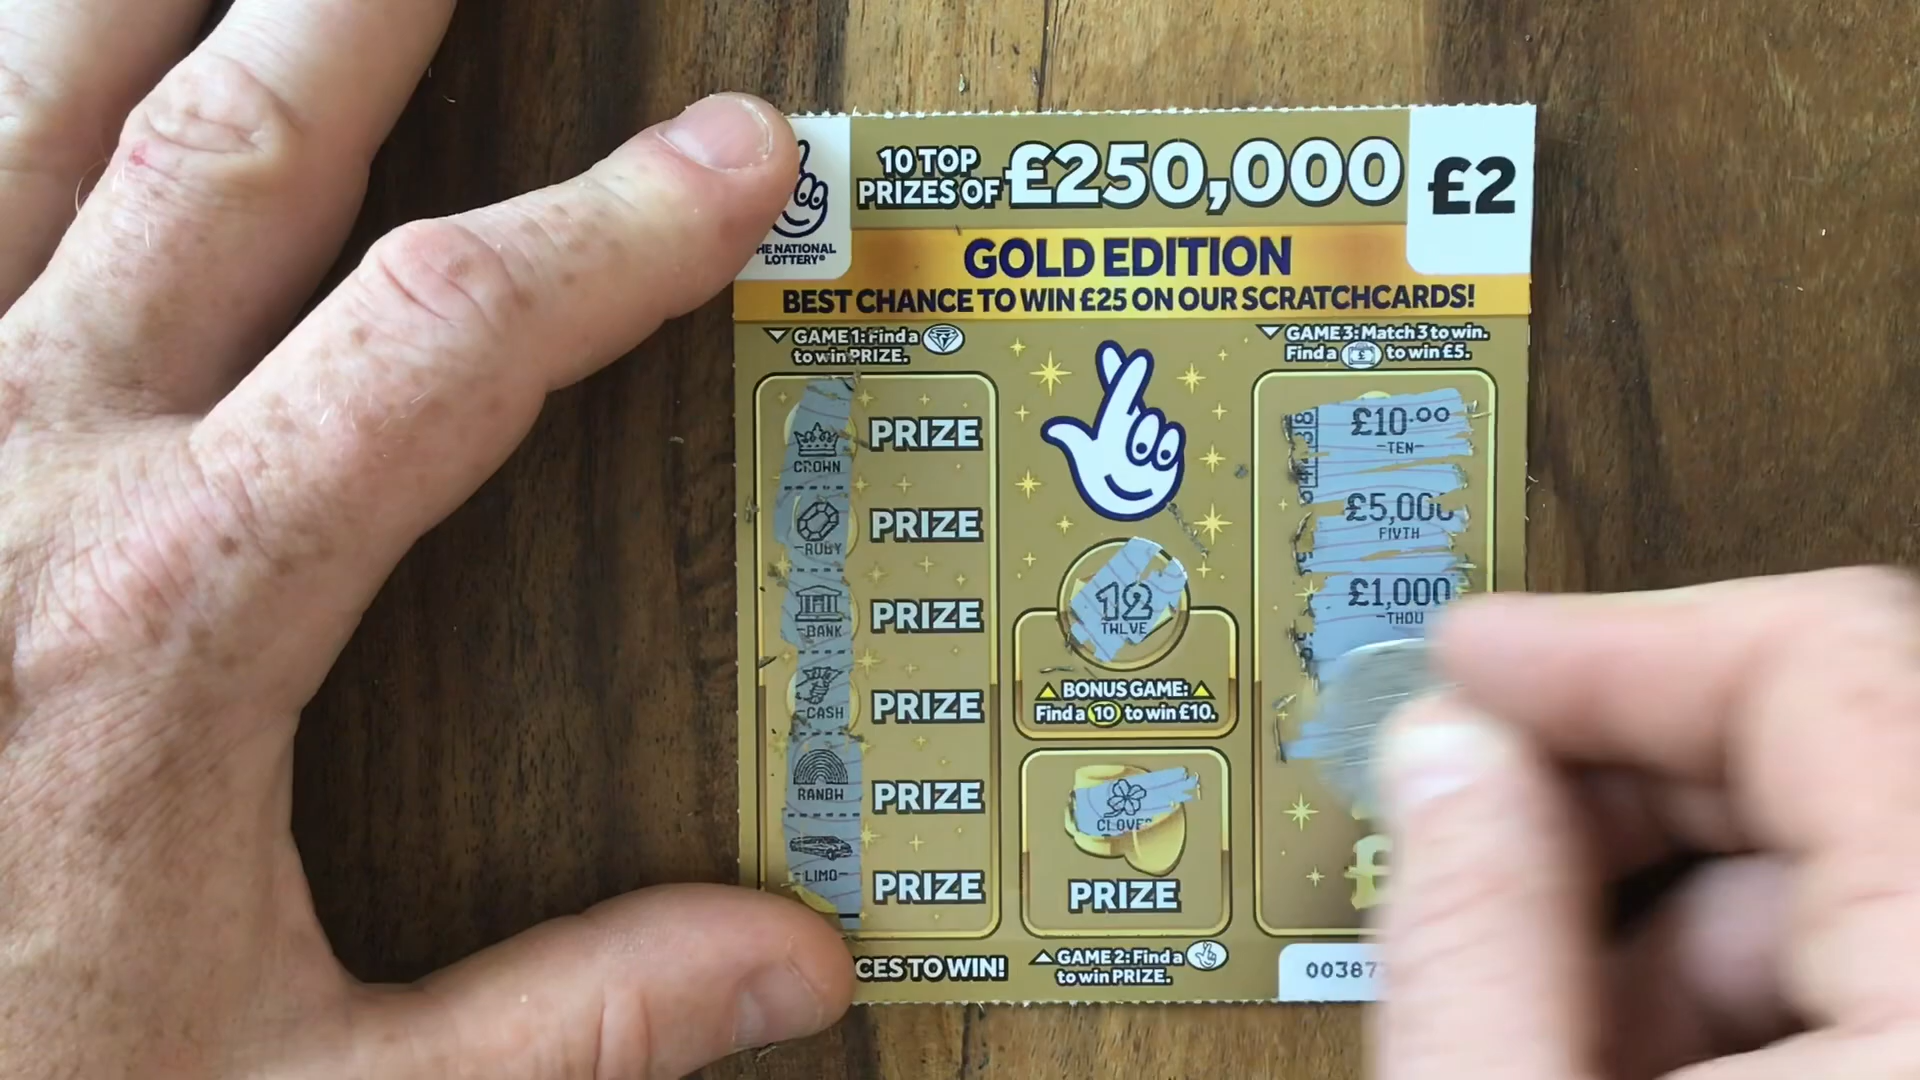 10 TOP
PRIZES OF £250,000
£2
HE NATIONAL
LOTTERY®
GOLD EDITION
BEST CHANCE TO WIN £25 ON OUR SCRATCHCARDS!
GAME 1: Find a
to win PRIZE.
CROWN
PRIZE
RUBY
PRIZE
BANK
PRIZE
CASH
PRIZE
RANBW
PRIZE
LIMO
PRIZE
CES TO WIN!
12
TWLVE
BONUS GAME:
Find a 10 to win £10.
CLOVE
PRIZE
GAME 2: Find a
to win PRIZE.
GAME 3: Match 3 to win.
Find a £ to win £5.
£10.00
-TEN-
£5,00
FIVTH
£1,000
-THOU
£
00387